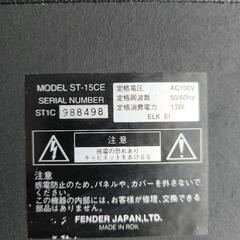 MODEL ST-15CE
SERIAL NUMBER
ST1C 988498
定格電圧 AC100V
定格周波数 50/60Hz
定格消費電力 13W
ELK EI
注意
感電の恐れあり
キャビネットをあけるな
注意
感電防止のため、パネルや、カバーを外さないで
ください。
この機器の内部には、お客様が修理、交換
できる部品はありません。
FENDER JAPAN,LTD.
MADE IN ROK